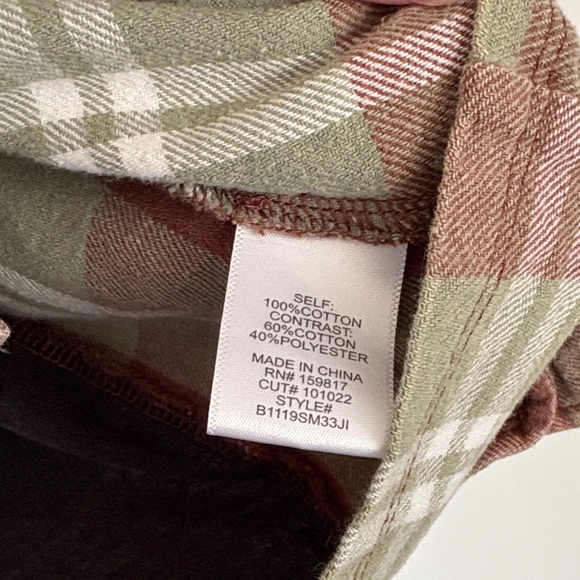 SELF:
100%COTTON
CONTRAST:
60%COTTON
40%POLYESTER
MADE IN CHINA
RN# 159817
CUT# 101022
STYLE#
B1119SM33JI